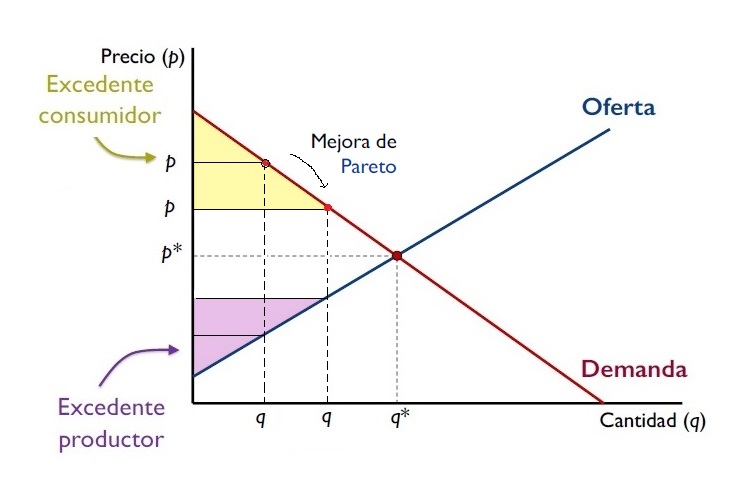 Precio (p)
Excedente
consumidor
Oferta
Mejora de
Pareto
p
p
p*
Demanda
Excedente
productor
q
q
q*
Cantidad (q)